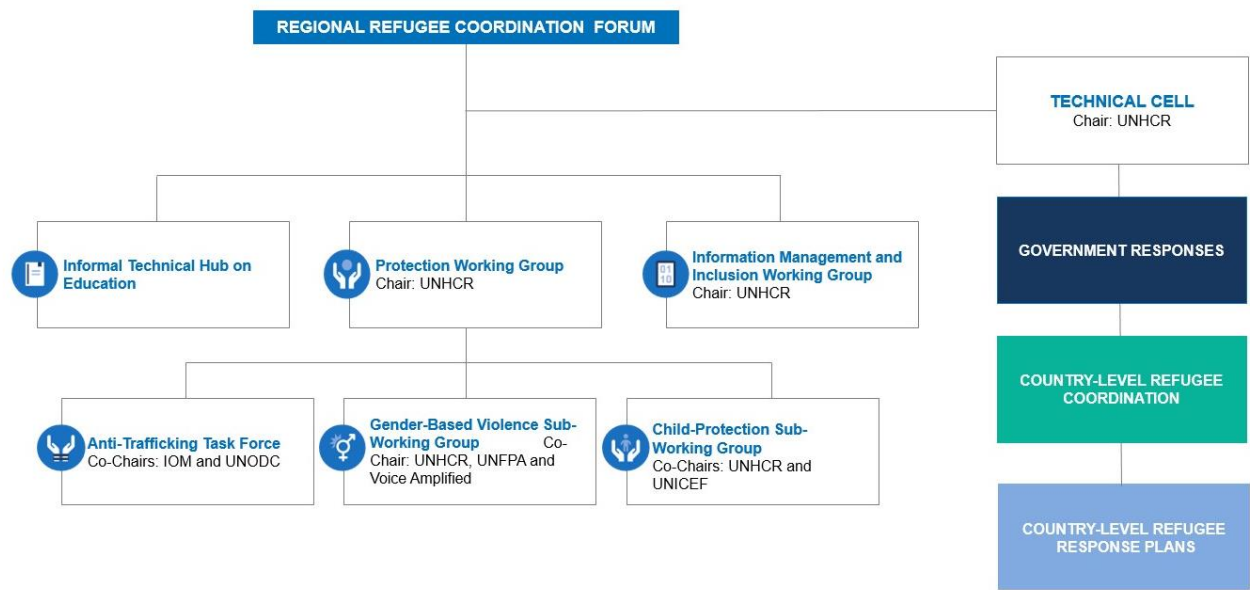 REGIONAL REFUGEE COORDINATION FORUM
TECHNICAL CELL
Chair: UNHCR
Informal Technical Hub on
Education
Protection Working Group
Chair: UNHCR
Information Management and
Inclusion Working Group
Chair: UNHCR
GOVERNMENT RESPONSES
COUNTRY-LEVEL REFUGEE
COORDINATION
Anti-Trafficking Task Force
Co-Chairs: IOM and UNODC
Gender-Based Violence Sub-
Working Group Co-
Chair: UNHCR, UNFPA and
Voice Amplified
Child-Protection Sub-
Working Group
Co-Chairs: UNHCR and
UNICEF
COUNTRY-LEVEL REFUGEE
RESPONSE PLANS
01
10